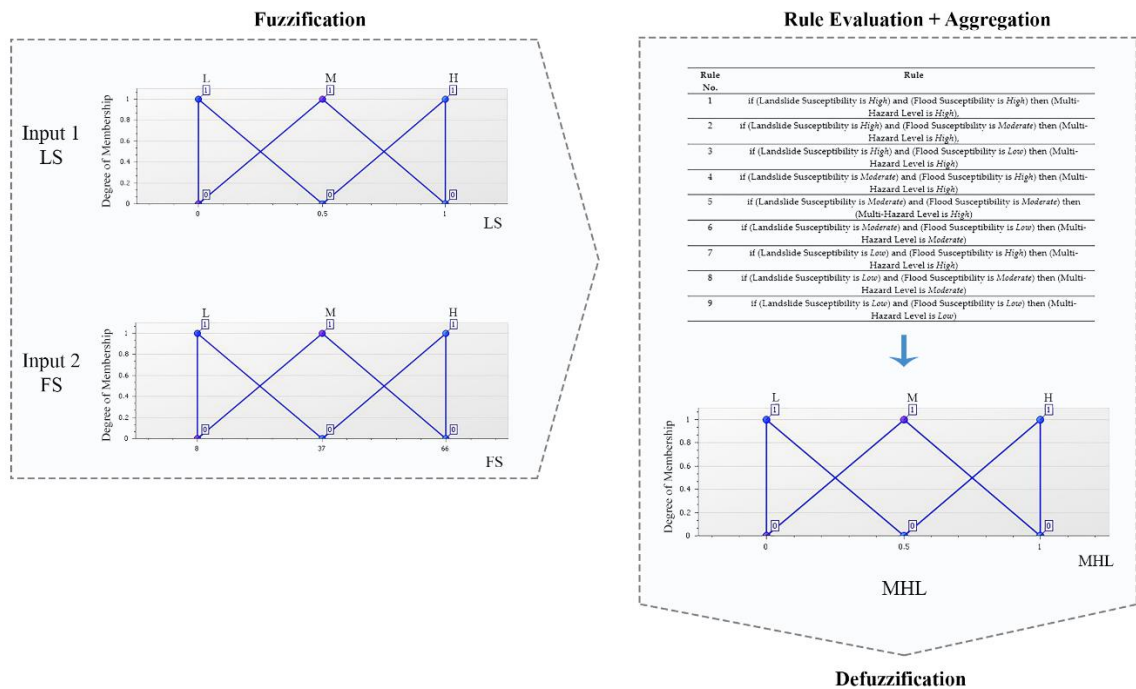 Fuzzification
Input 1
LS
Degree of Membership
L
M
H
1
1
1
1
0.8
0.6
0.4
0.2
0
0
0
0
0
0.5
1
LS
Input 2
FS
Degree of Membership
L
M
H
1
1
1
1
0.8
0.6
0.4
0.2
0
0
0
0
8
37
66
FS
Rule Evaluation + Aggregation
Rule No.
Rule
1
if (Landslide Susceptibility is High) and (Flood Susceptibility is High) then (Multi-
Hazard Level is High),
2
if (Landslide Susceptibility is High) and (Flood Susceptibility is Moderate) then (Multi-
Hazard Level is High),
3
if (Landslide Susceptibility is High) and (Flood Susceptibility is Low) then (Multi-
Hazard Level is High)
4
if (Landslide Susceptibility is Moderate) and (Flood Susceptibility is High) then (Multi-
Hazard Level is High)
5
if (Landslide Susceptibility is Moderate) and (Flood Susceptibility is Moderate) then
(Multi-Hazard Level is High)
6
if (Landslide Susceptibility is Moderate) and (Flood Susceptibility is Low) then (Multi-
Hazard Level is Moderate)
7
if (Landslide Susceptibility is Low) and (Flood Susceptibility is High) then (Multi-
Hazard Level is High)
8
if (Landslide Susceptibility is Low) and (Flood Susceptibility is Moderate) then (Multi-
Hazard Level is Moderate)
9
if (Landslide Susceptibility is Low) and (Flood Susceptibility is Low) then (Multi-
Hazard Level is Low)
Degree of Membership
L
M
H
1
1
1
1
0.8
0.6
0.4
0.2
0
0
0
0
0
0.5
1
MHL
MHL
Defuzzification